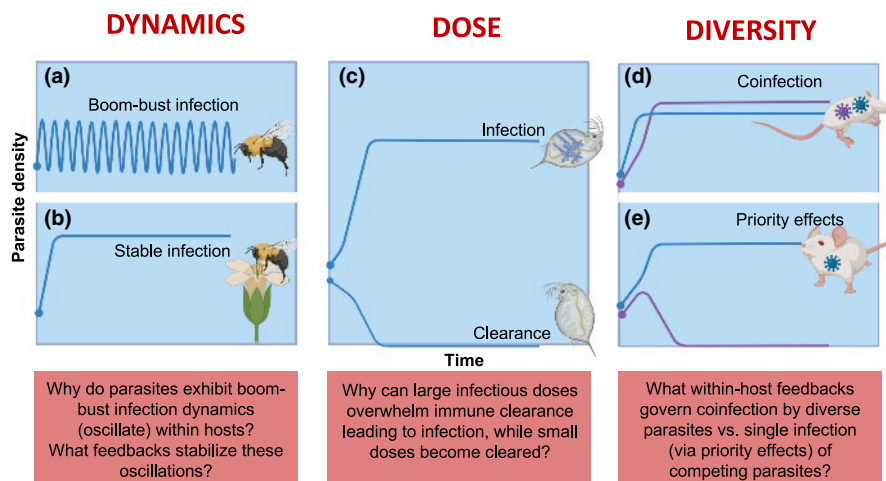 DYNAMICS
DOSE
DIVERSITY
(a)
Boom-bust infection
(b)
Stable infection
(c)
Infection
Clearance
(d)
Coinfection
(e)
Priority effects
Parasite density
Time
Why do parasites exhibit boom-
bust infection dynamics
(oscillate) within hosts?
What feedbacks stabilize these
oscillations?
Why can large infectious doses
overwhelm immune clearance
leading to infection, while small
doses become cleared?
What within-host feedbacks
govern coinfection by diverse
parasites vs. single infection
(via priority effects) of
competing parasites?